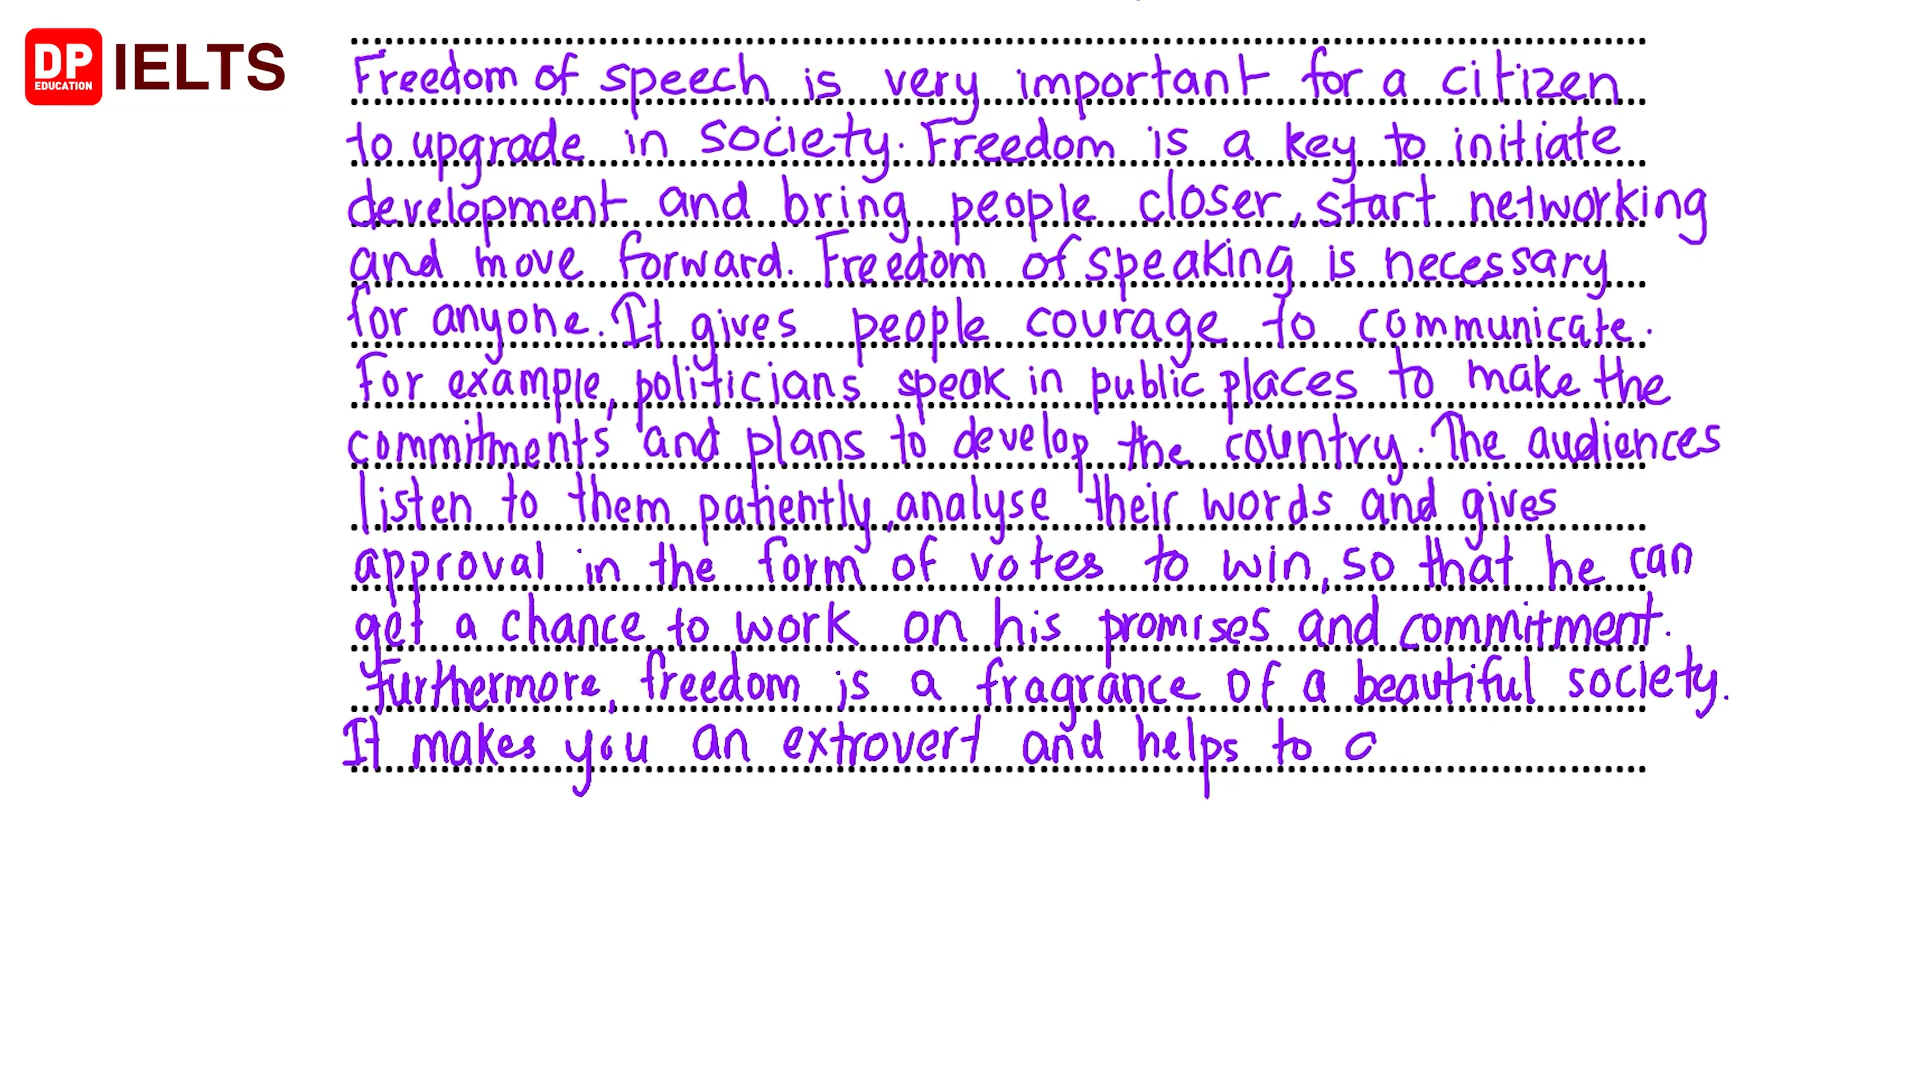 DP
EDUCATION
IELTS
Freedom of speech is very important for a citizen
to upgrade in society. Freedom is a key to initiate
development and bring people closer, start networking
and move forward. Freedom of speaking is necessary
for anyone. It gives people courage to communicate.
For example, politicians speak in public places to make the
commitments and plans to develop the country. The audiences
listen to them patiently, analyse their words and gives
approval in the form of votes to win, so that he can
get a chance to work on his promises and commitment.
Furthermore, freedom is a fragrance of a beautiful society.
It makes you an extrovert and helps to c